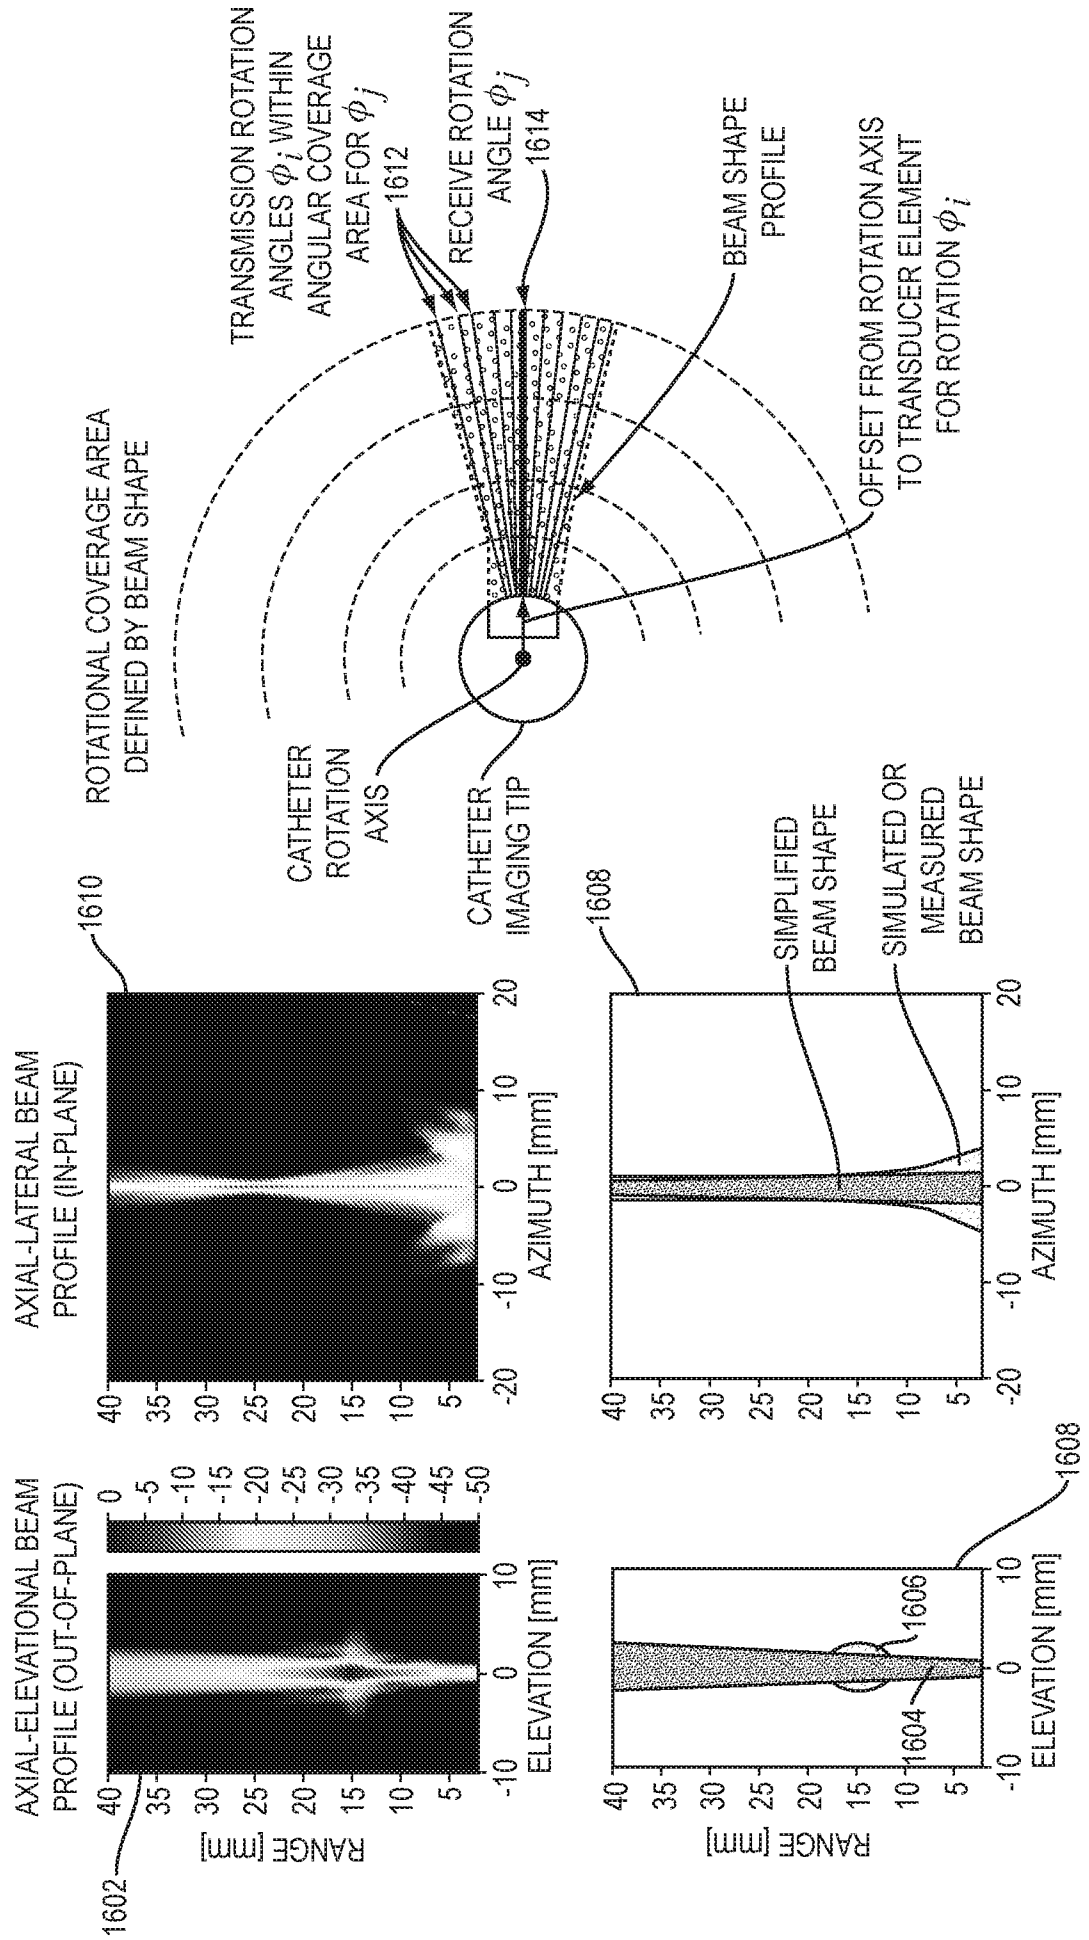 AXIAL-ELEVATIONAL BEAM
PROFILE (OUT-OF-PLANE)
1602
RANGE [mm]
40
35
30
25
20
15
10
5
-10
0
10
ELEVATION [mm]
0
-5
-10
-15
-20
-25
-30
-35
-40
-45
-50
AXIAL-LATERAL BEAM
PROFILE (IN-PLANE)
1610
40
35
30
25
20
15
10
5
-20
-10
0
10
20
AZIMUTH [mm]
RANGE [mm]
40
35
30
25
20
15
10
5
1604
1606
-10
0
10
ELEVATION [mm]
1608
40
35
30
25
20
15
10
5
-20
-10
0
10
20
AZIMUTH [mm]
1608
SIMPLIFIED
BEAM SHAPE
SIMULATED OR
MEASURED
BEAM SHAPE
ROTATIONAL COVERAGE AREA
DEFINED BY BEAM SHAPE
CATHETER
ROTATION
AXIS
CATHETER
IMAGING TIP
TRANSMISSION ROTATION
ANGLES ϕi WITHIN
ANGULAR COVERAGE
AREA FOR ϕj
1612
RECEIVE ROTATION
ANGLE ϕj
1614
BEAM SHAPE
PROFILE
OFFSET FROM ROTATION AXIS
TO TRANSDUCER ELEMENT
FOR ROTATION ϕi